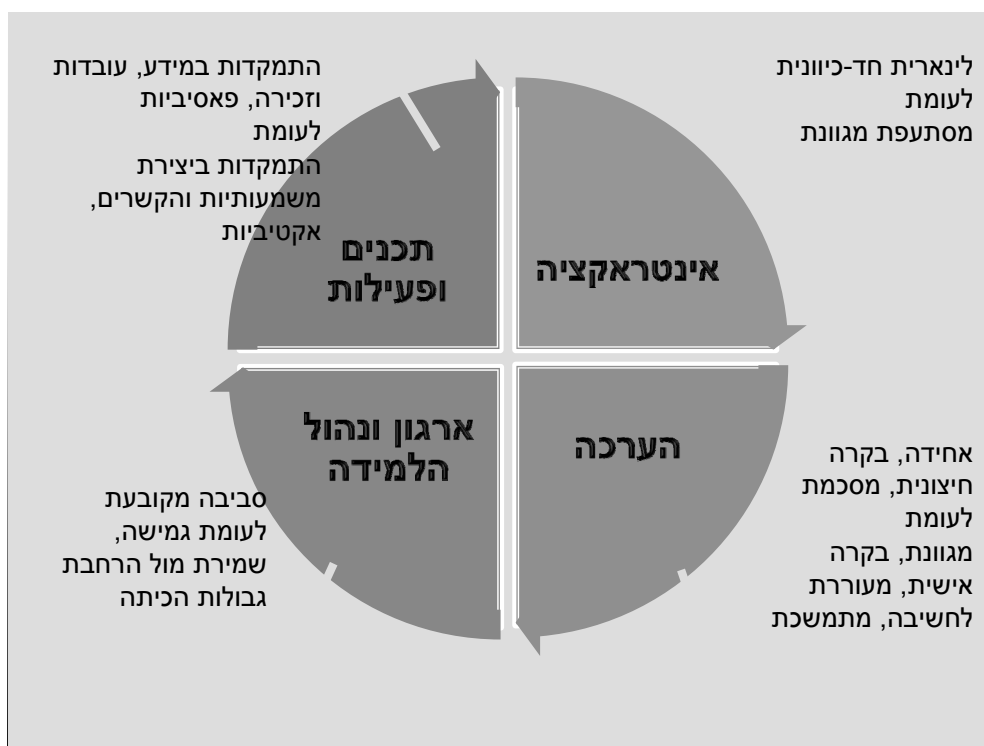 לינארית חד-כיוונית
לעומת
מסתעפת מגוונת
התמקדות במידע, עובדות
וזכירה, פאסיביות
לעומת
התמקדות ביצירת
משמעותיות והקשרים,
אקטיביות
אינטראקציה
תכנים
ופעילות
הערכה
ארגון ונהול
הלמידה
אחידה, בקרה
חיצונית, מסכמת
לעומת
מגוונת, בקרה
אישית, מעוררת
לחשיבה, מתמשכת
סביבה מקובעת
לעומת גמישה,
שמירת מול הרחבת
גבולות הכיתה